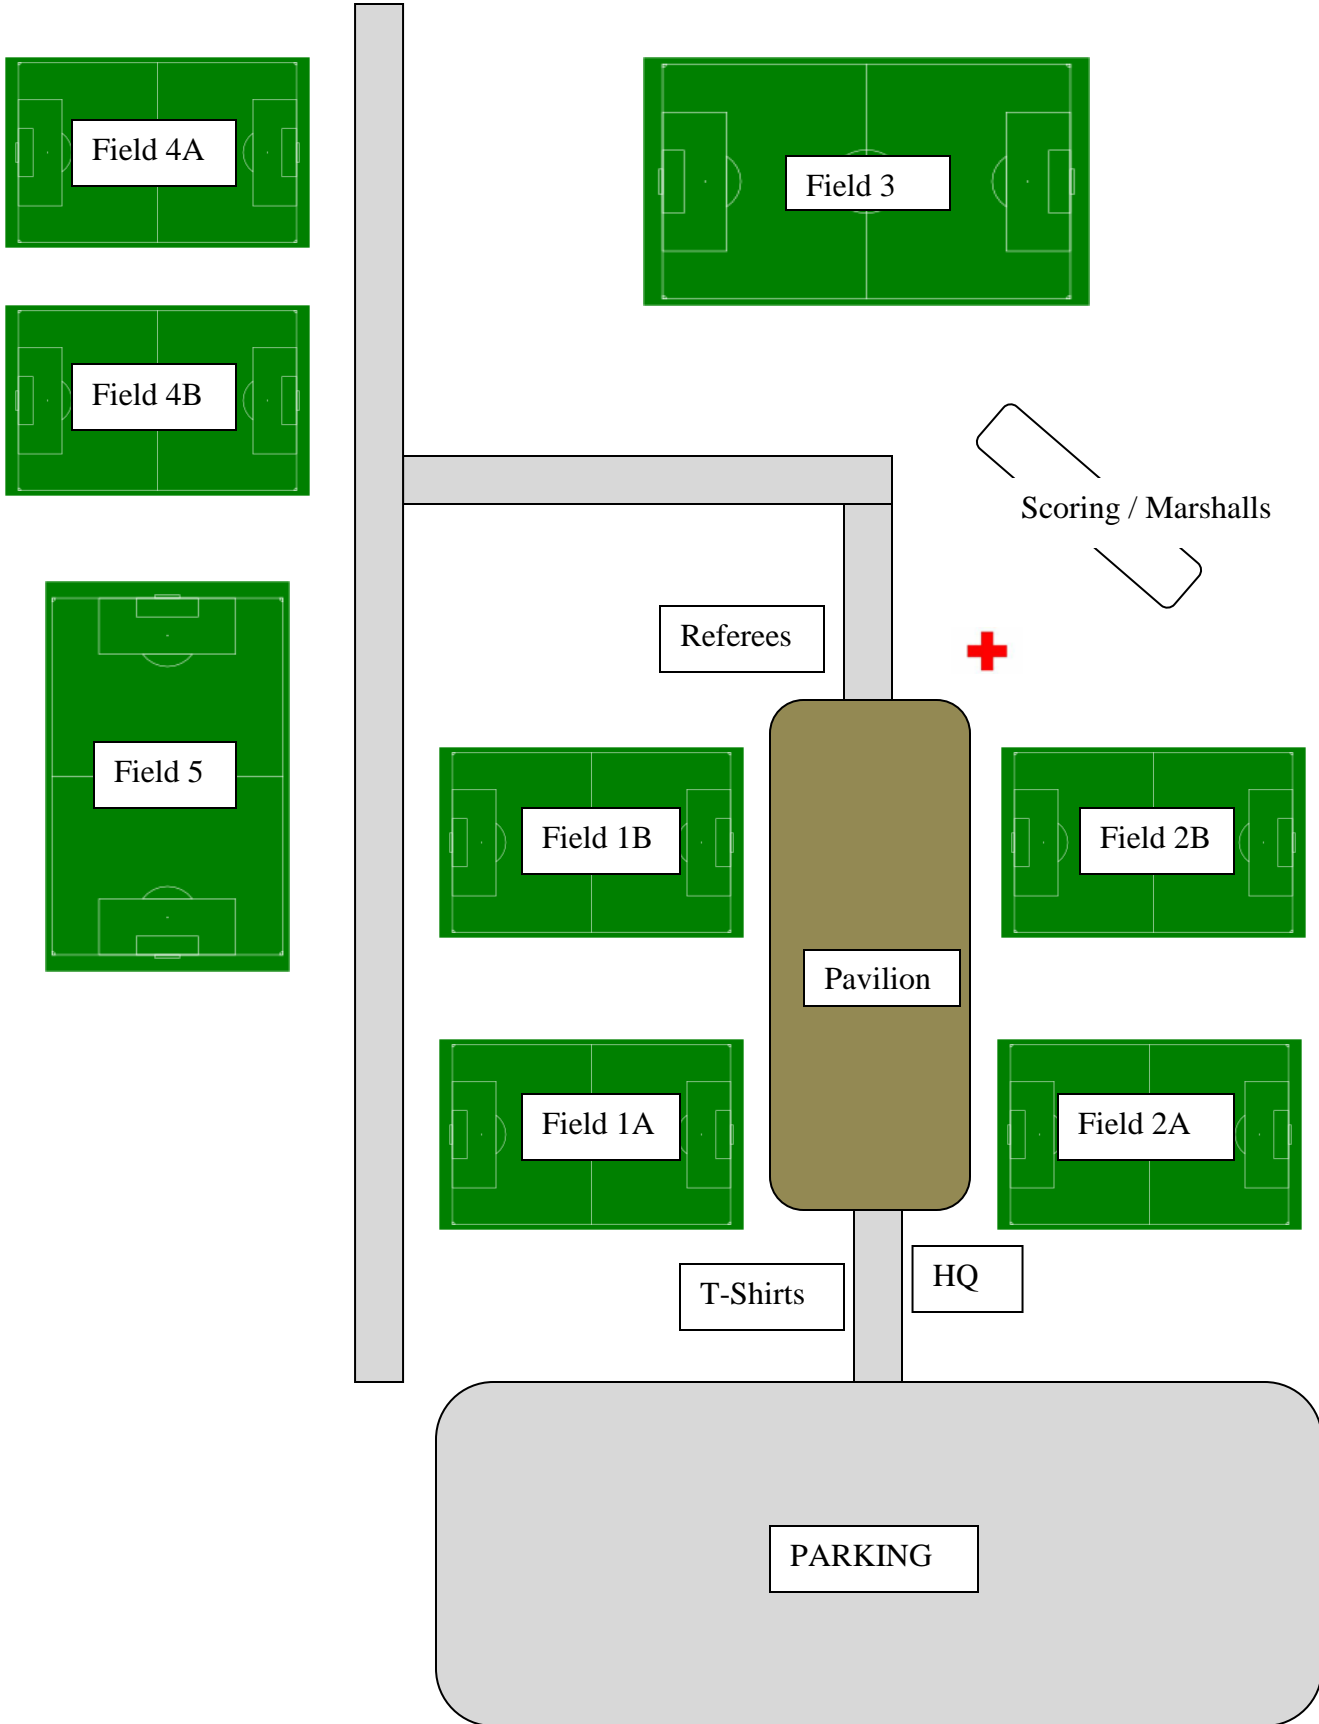 Field 4A
Field 3
Field 4B
Scoring / Marshalls
Referees
Field 5
Field 1B
Field 2B
Pavilion
Field 1A
Field 2A
HQ
T-Shirts
PARKING